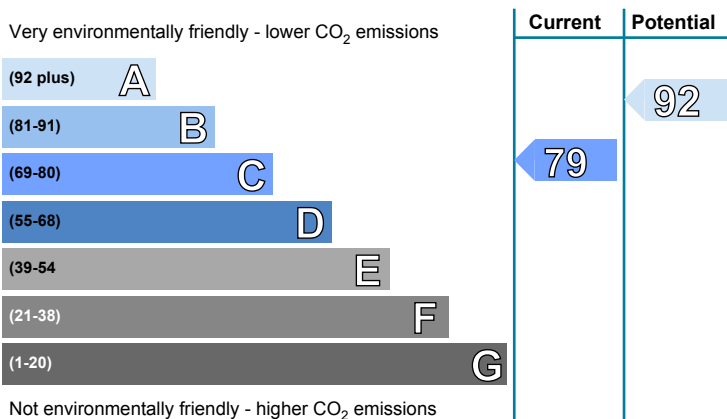 Very environmentally friendly - lower CO2 emissions
Current
Potential
(92 plus) A
92
(81-91) B
(69-80) C
79
(55-68) D
(39-54 E
(21-38) F
(1-20) G
Not environmentally friendly - higher CO2 emissions